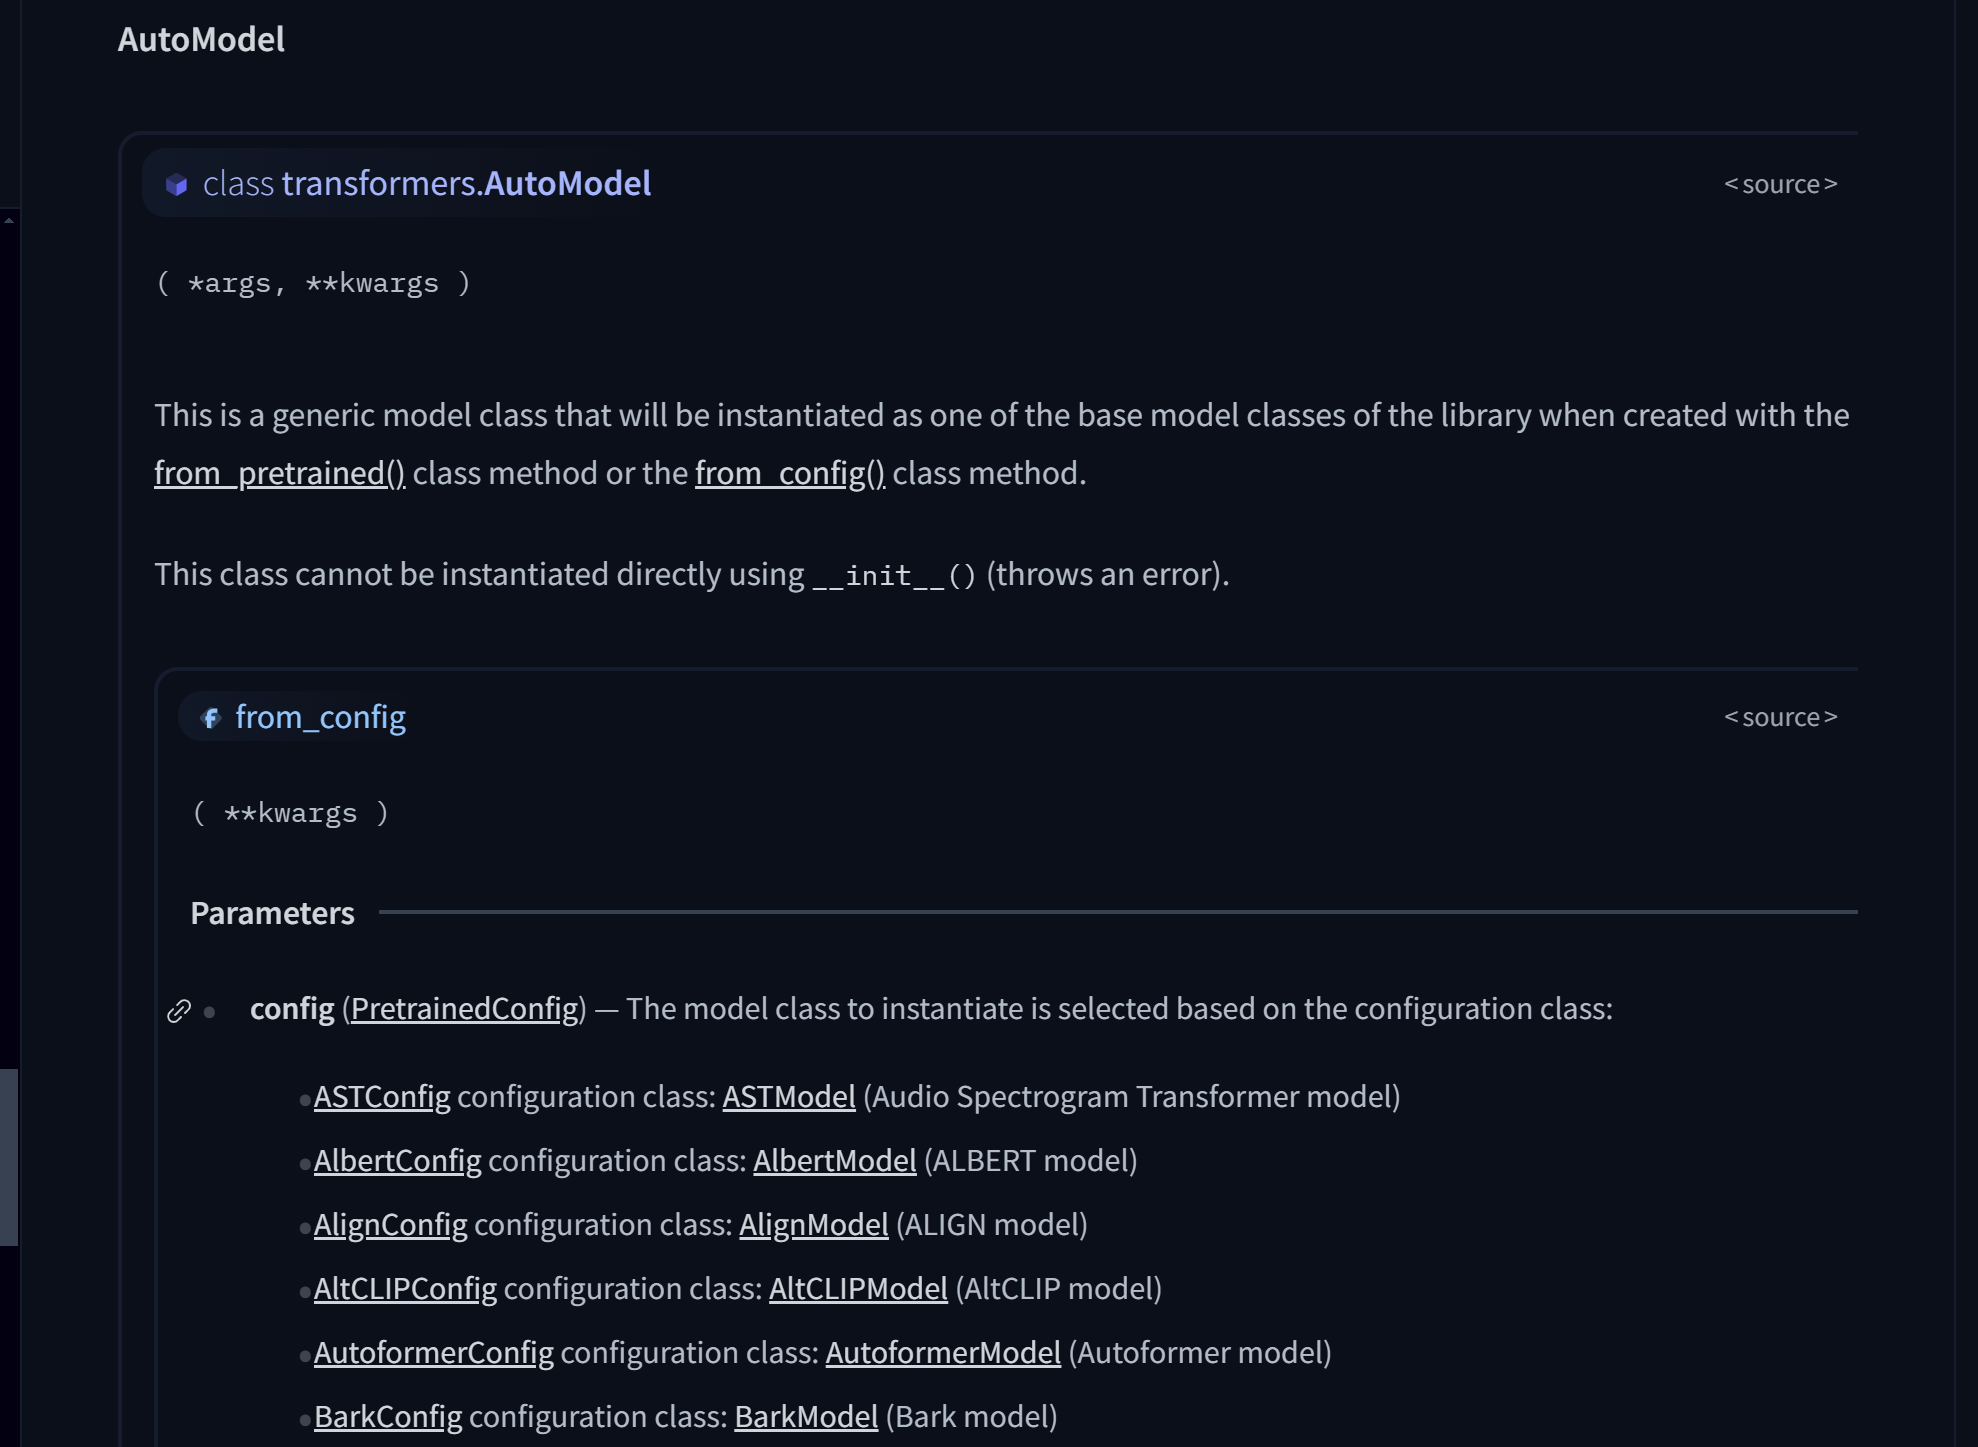 AutoModel
class transformers.AutoModel
<source>
( *args, **kwargs )
This is a generic model class that will be instantiated as one of the base model classes of the library when created with the
from_pretrained() class method or the from_config() class method.
This class cannot be instantiated directly using __init__() (throws an error).
from_config
<source>
( **kwargs )
Parameters
config (PretrainedConfig) — The model class to instantiate is selected based on the configuration class:
ASTConfig configuration class: ASTModel (Audio Spectrogram Transformer model)
AlbertConfig configuration class: AlbertModel (ALBERT model)
AlignConfig configuration class: AlignModel (ALIGN model)
AltCLIPConfig configuration class: AltCLIPModel (AltCLIP model)
AutoformerConfig configuration class: AutoformerModel (Autoformer model)
BarkConfig configuration class: BarkModel (Bark model)